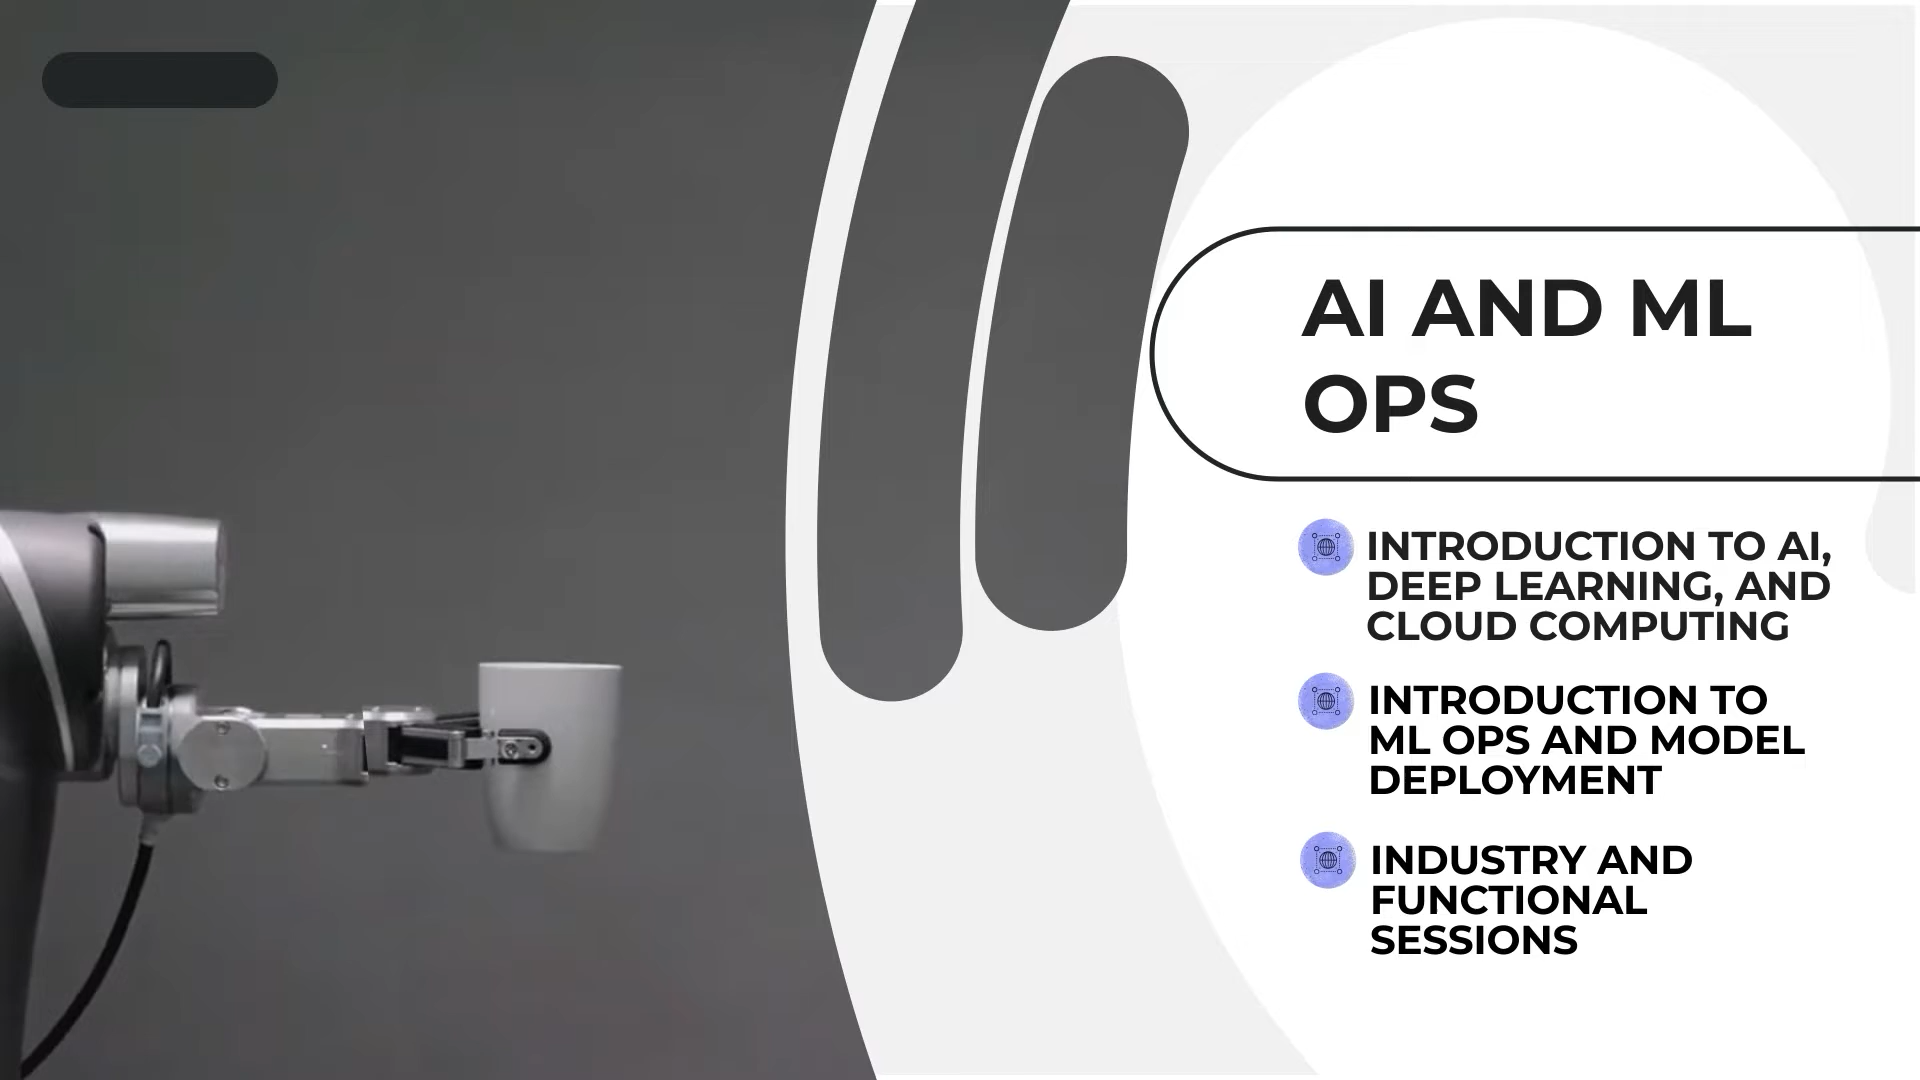 AI AND ML
OPS
INTRODUCTION TO AI,
DEEP LEARNING, AND
CLOUD COMPUTING
INTRODUCTION TO
ML OPS AND MODEL
DEPLOYMENT
INDUSTRY AND
FUNCTIONAL
SESSIONS